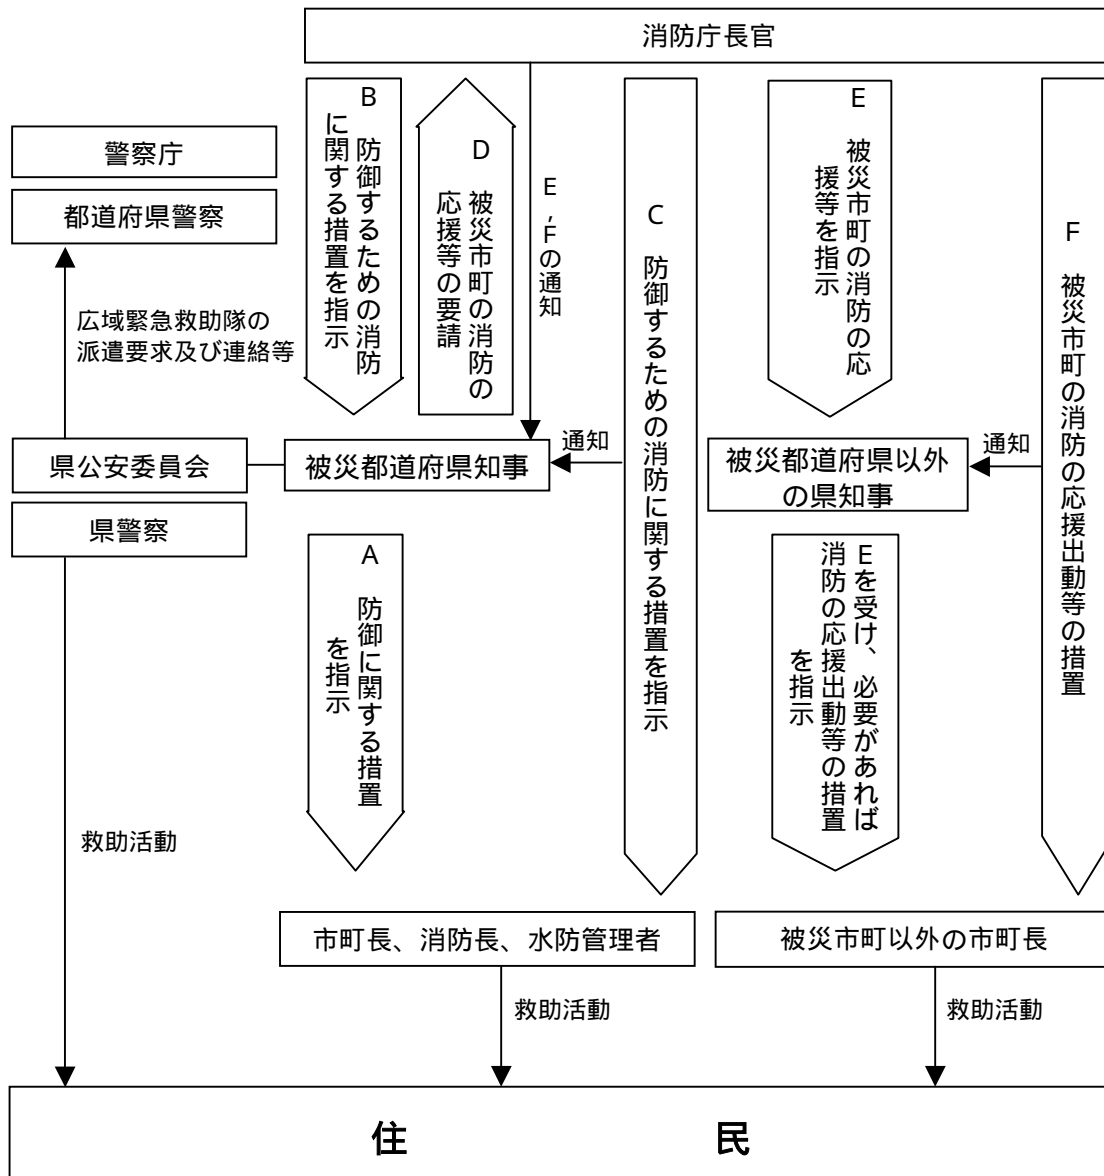 消防庁長官
警察庁
都道府県警察
広域緊急救助隊の
派遣要求及び連絡等
県公安委員会
県警察
救助活動
B 防御するための消防
に関する措置を指示
D 被災市町の消防の
応援等の要請
E,Fの通知
C 防御するための消防に関する措置を指示
E 被災市町の消防の応
援等を指示
F 被災市町の消防の応援出動等の措置
被災都道府県知事
通知
被災都道府県以外
の県知事
通知
A 防御に関する措置
を指示
Eを受け、必要があれば
消防の応援出動等の措置
を指示
市町長、消防長、水防管理者
被災市町以外の市町長
救助活動
救助活動
住 民